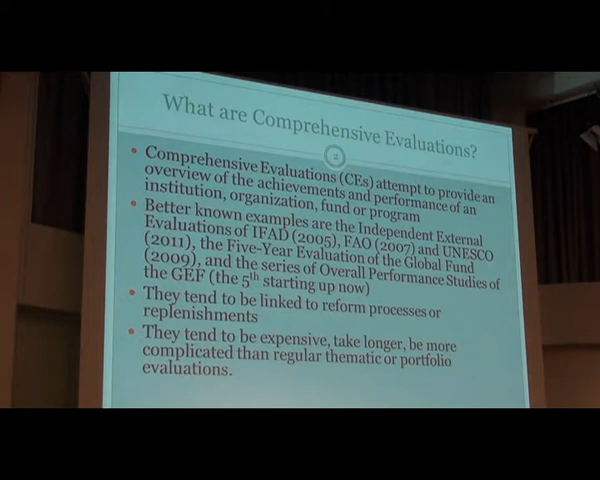 What are Comprehensive Evaluations?
2
• Comprehensive Evaluations (CEs) attempt to provide an
overview of the achievements and performance of an
institution, organization, fund or program
• Better known examples are the Independent External
Evaluations of IFAD (2005), FAO (2007) and UNESCO
(2011), the Five-Year Evaluation of the Global Fund
(2009), and the series of Overall Performance Studies of
the GEF (the 5th starting up now)
• They tend to be linked to reform processes or
replenishments
• They tend to be expensive, take longer, be more
complicated than regular thematic or portfolio
evaluations.